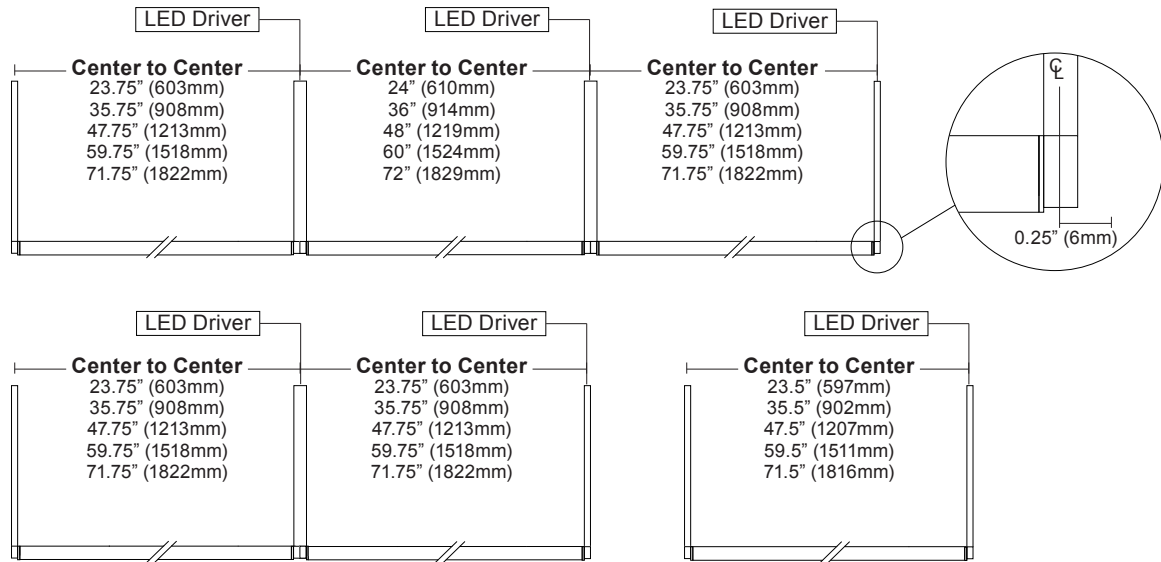 LED Driver
LED Driver
LED Driver
Center to Center
23.75” (603mm)
35.75” (908mm)
47.75” (1213mm)
59.75” (1518mm)
71.75” (1822mm)
Center to Center
24” (610mm)
36” (914mm)
48” (1219mm)
60” (1524mm)
72” (1829mm)
Center to Center
23.75” (603mm)
35.75” (908mm)
47.75” (1213mm)
59.75” (1518mm)
71.75” (1822mm)
℄
0.25” (6mm)
LED Driver
LED Driver
LED Driver
Center to Center
23.75” (603mm)
35.75” (908mm)
47.75” (1213mm)
59.75” (1518mm)
71.75” (1822mm)
Center to Center
23.75” (603mm)
35.75” (908mm)
47.75” (1213mm)
59.75” (1518mm)
71.75” (1822mm)
Center to Center
23.5” (597mm)
35.5” (902mm)
47.5” (1207mm)
59.5” (1511mm)
71.5” (1816mm)